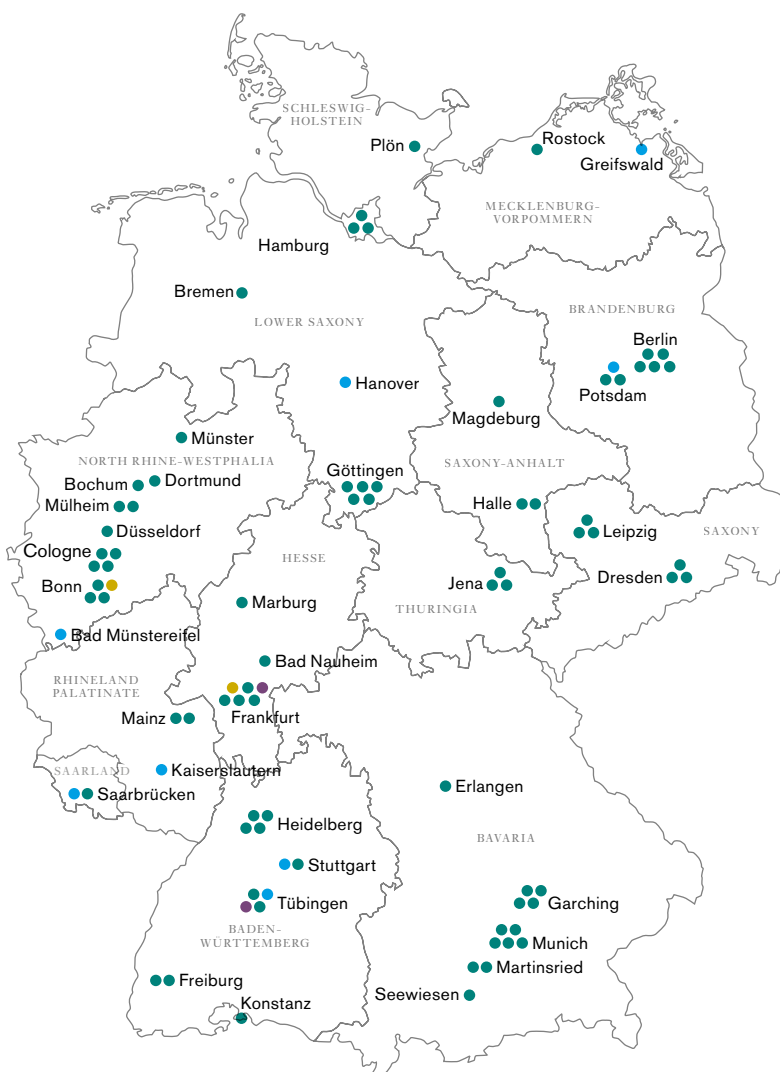 SCHLESWIG-
HOLSTEIN
Plön
Rostock
Greifswald
MECKLENBURG-
VORPOMMERN
Hamburg
Bremen
LOWER SAXONY
BRANDENBURG
Berlin
Potsdam
Hanover
Magdeburg
Münster
NORTH RHINE-WESTPHALIA
Göttingen
SAXONY-ANHALT
Bochum
Dortmund
Mülheim
Halle
Düsseldorf
Leipzig
SAXONY
Cologne
HESSE
Bonn
Jena
Dresden
Marburg
THURINGIA
Bad Münstereifel
Bad Nauheim
RHINELAND
PALATINATE
Mainz
Frankfurt
SAARLAND
Kaiserslautern
Saarbrücken
Erlangen
Heidelberg
BAVARIA
Stuttgart
Tübingen
Garching
BADEN-
WÜRTTEMBERG
Munich
Martinsried
Freiburg
Seewiesen
Konstanz